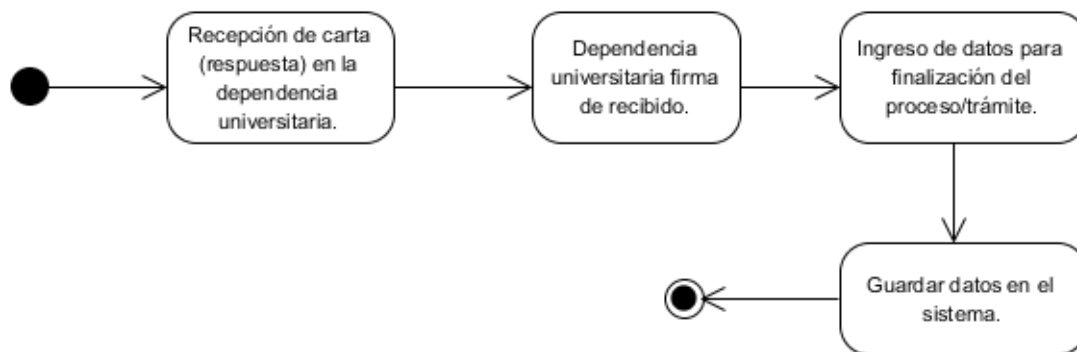 Recepción de carta
(respuesta) en la
dependencia
universitaria.
Dependencia
universitaria firma
de recibido.
Ingreso de datos para
finalización del
proceso/trámite.
Guardar datos en el
sistema.